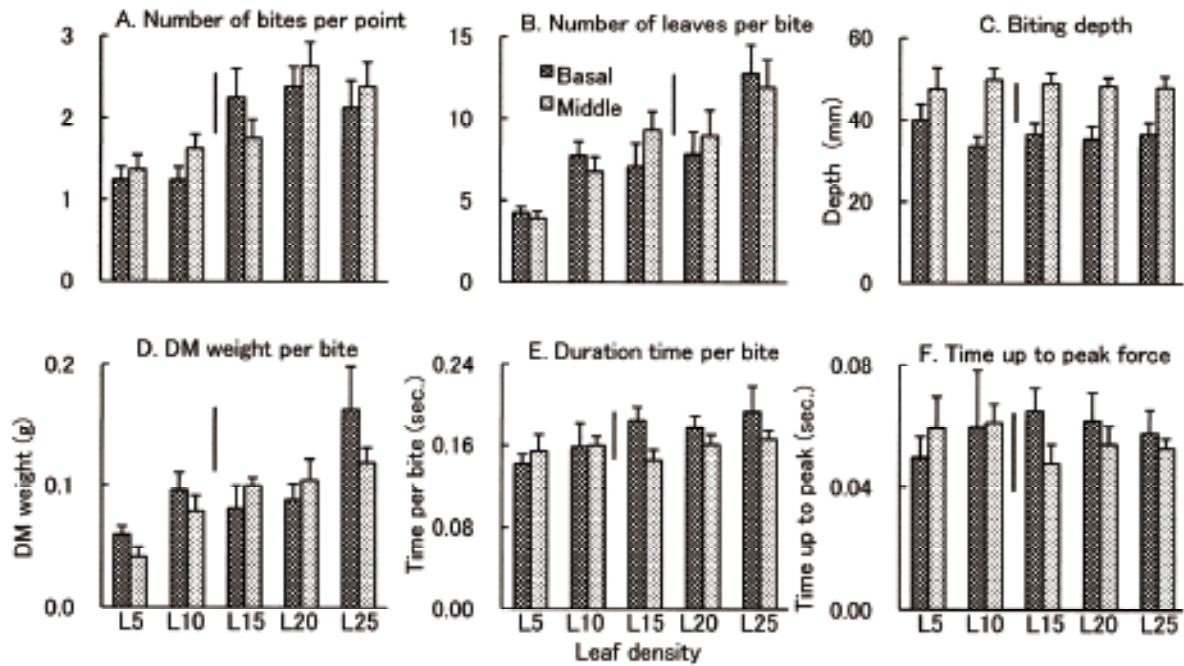 A. Number of bites per point
3
2
1
0
B. Number of leaves per bite
15
10
5
0
Basal
Middle
C. Biting depth
60
40
20
0
Depth (mm)
D. DM weight per bite
0.2
0.1
0.0
DM weight (g)
L5 L10 L15 L20 L25
E. Duration time per bite
0.24
0.16
0.08
0.00
Time per bite (sec.)
L5 L10 L15 L20 L25
Leaf density
F. Time up to peak force
0.08
0.04
0.00
Time up to peak (sec.)
L5 L10 L15 L20 L25